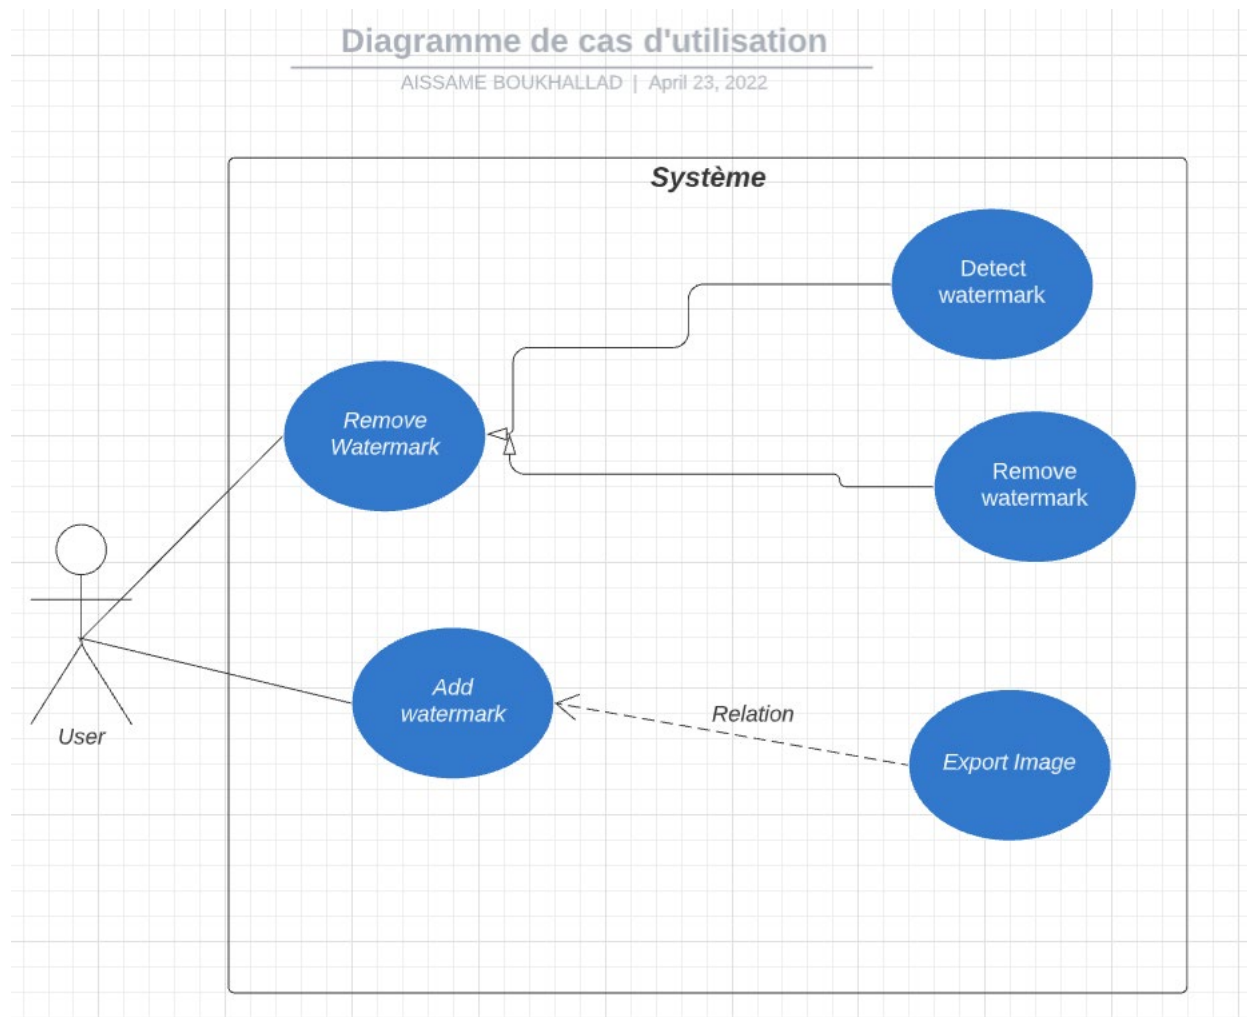 Diagramme de cas d'utilisation
AISSAME BOUKHALLAD | April 23, 2022
Système
Detect
watermark
Remove
Watermark
Remove
watermark
Add
watermark
Relation
User
Export Image